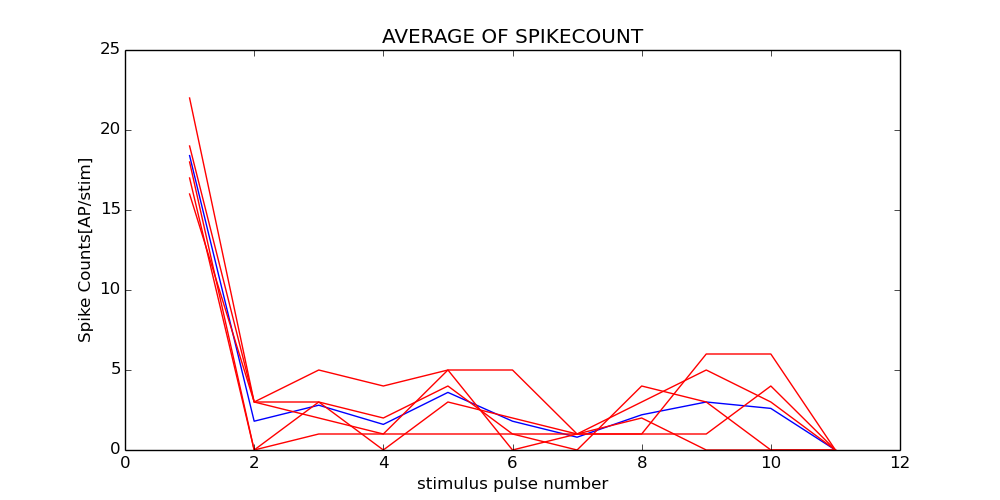 AVERAGE OF SPIKECOUNT
25
20
15
10
5
0
Spike Counts[AP/stim]
0 2 4 6 8 10 12
stimulus pulse number